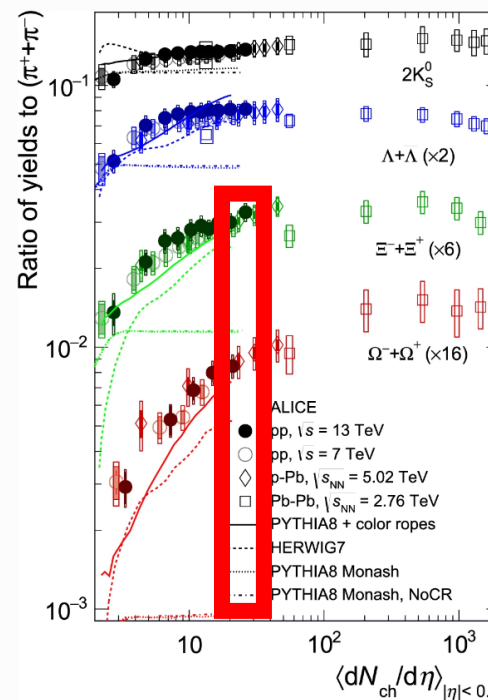 Ratio of yields to (π⁺+π⁻)
10⁻¹
10⁻²
10⁻³
2K⁰S
Λ+Λ̄ (×2)
Ξ⁻+Ξ̄⁺ (×6)
Ω⁻+Ω̄⁺ (×16)
ALICE
pp, √s = 13 TeV
pp, √s = 7 TeV
p-Pb, √sNN = 5.02 TeV
Pb-Pb, √sNN = 2.76 TeV
PYTHIA8 + color ropes
HERWIG7
PYTHIA8 Monash
PYTHIA8 Monash, NoCR
10 10² 10³
⟨dNch/dη⟩|η|< 0.